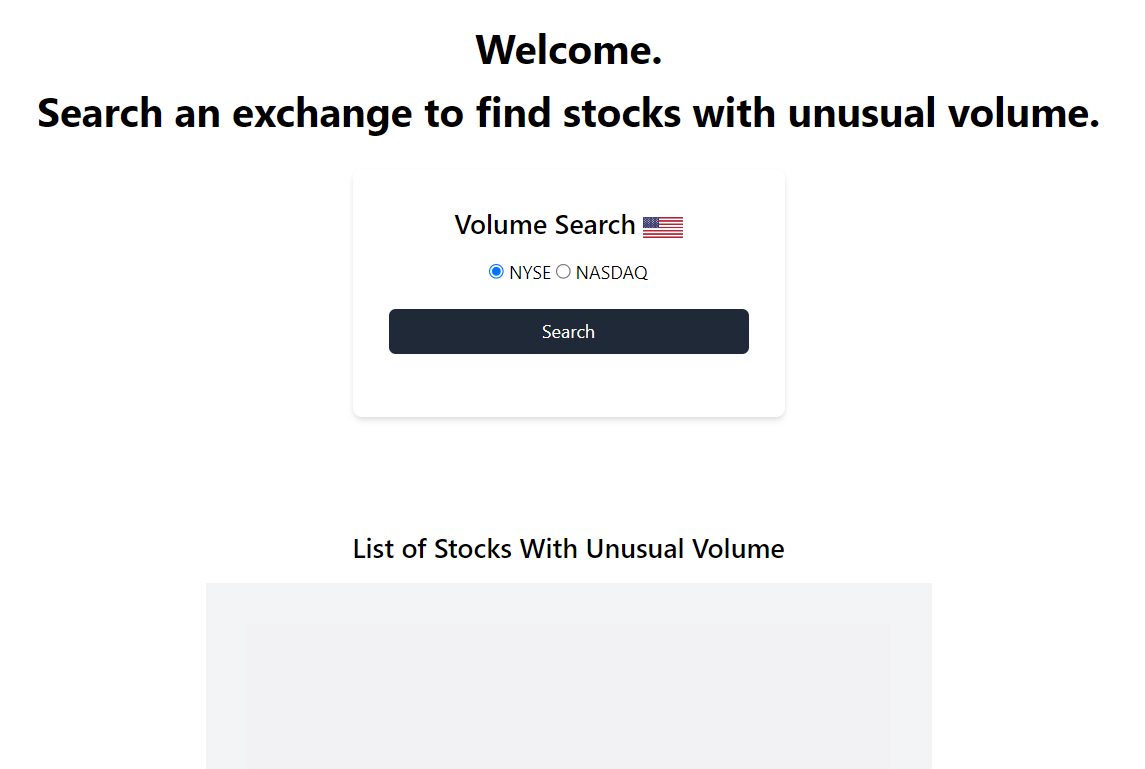 Welcome.
Search an exchange to find stocks with unusual volume.
Volume Search
NYSE NASDAQ
Search
List of Stocks With Unusual Volume